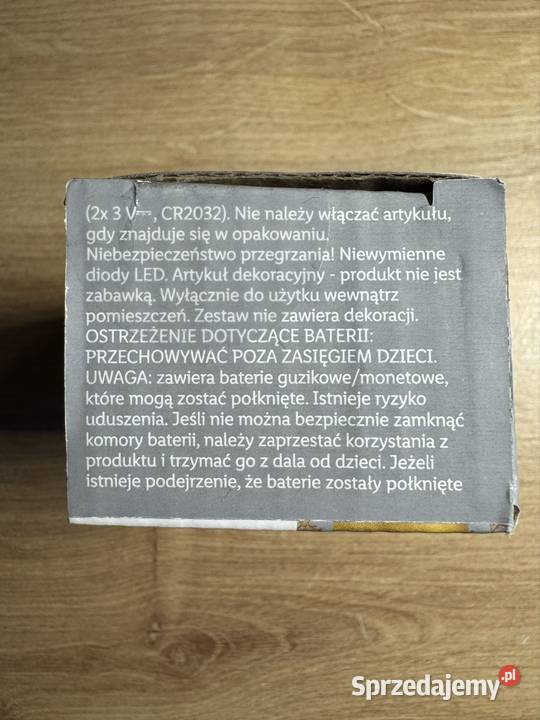 (2x 3 V⎓, CR2032). Nie należy włączać artykułu,
gdy znajduje się w opakowaniu.
Niebezpieczeństwo przegrzania! Niewymienne
diody LED. Artykuł dekoracyjny - produkt nie jest
zabawką. Wyłącznie do użytku wewnątrz
pomieszczeń. Zestaw nie zawiera dekoracji.
OSTRZEŻENIE DOTYCZĄCE BATERII:
PRZECHOWYWAĆ POZA ZASIĘGIEM DZIECI.
UWAGA: zawiera baterie guzikowe/monetowe,
które mogą zostać połknięte. Istnieje ryzyko
uduszenia. Jeśli nie można bezpiecznie zamknąć
komory baterii, należy zaprzestać korzystania z
produktu i trzymać go z dala od dzieci. Jeżeli
istnieje podejrzenie, że baterie zostały połknięte
Sprzedajemy.pl